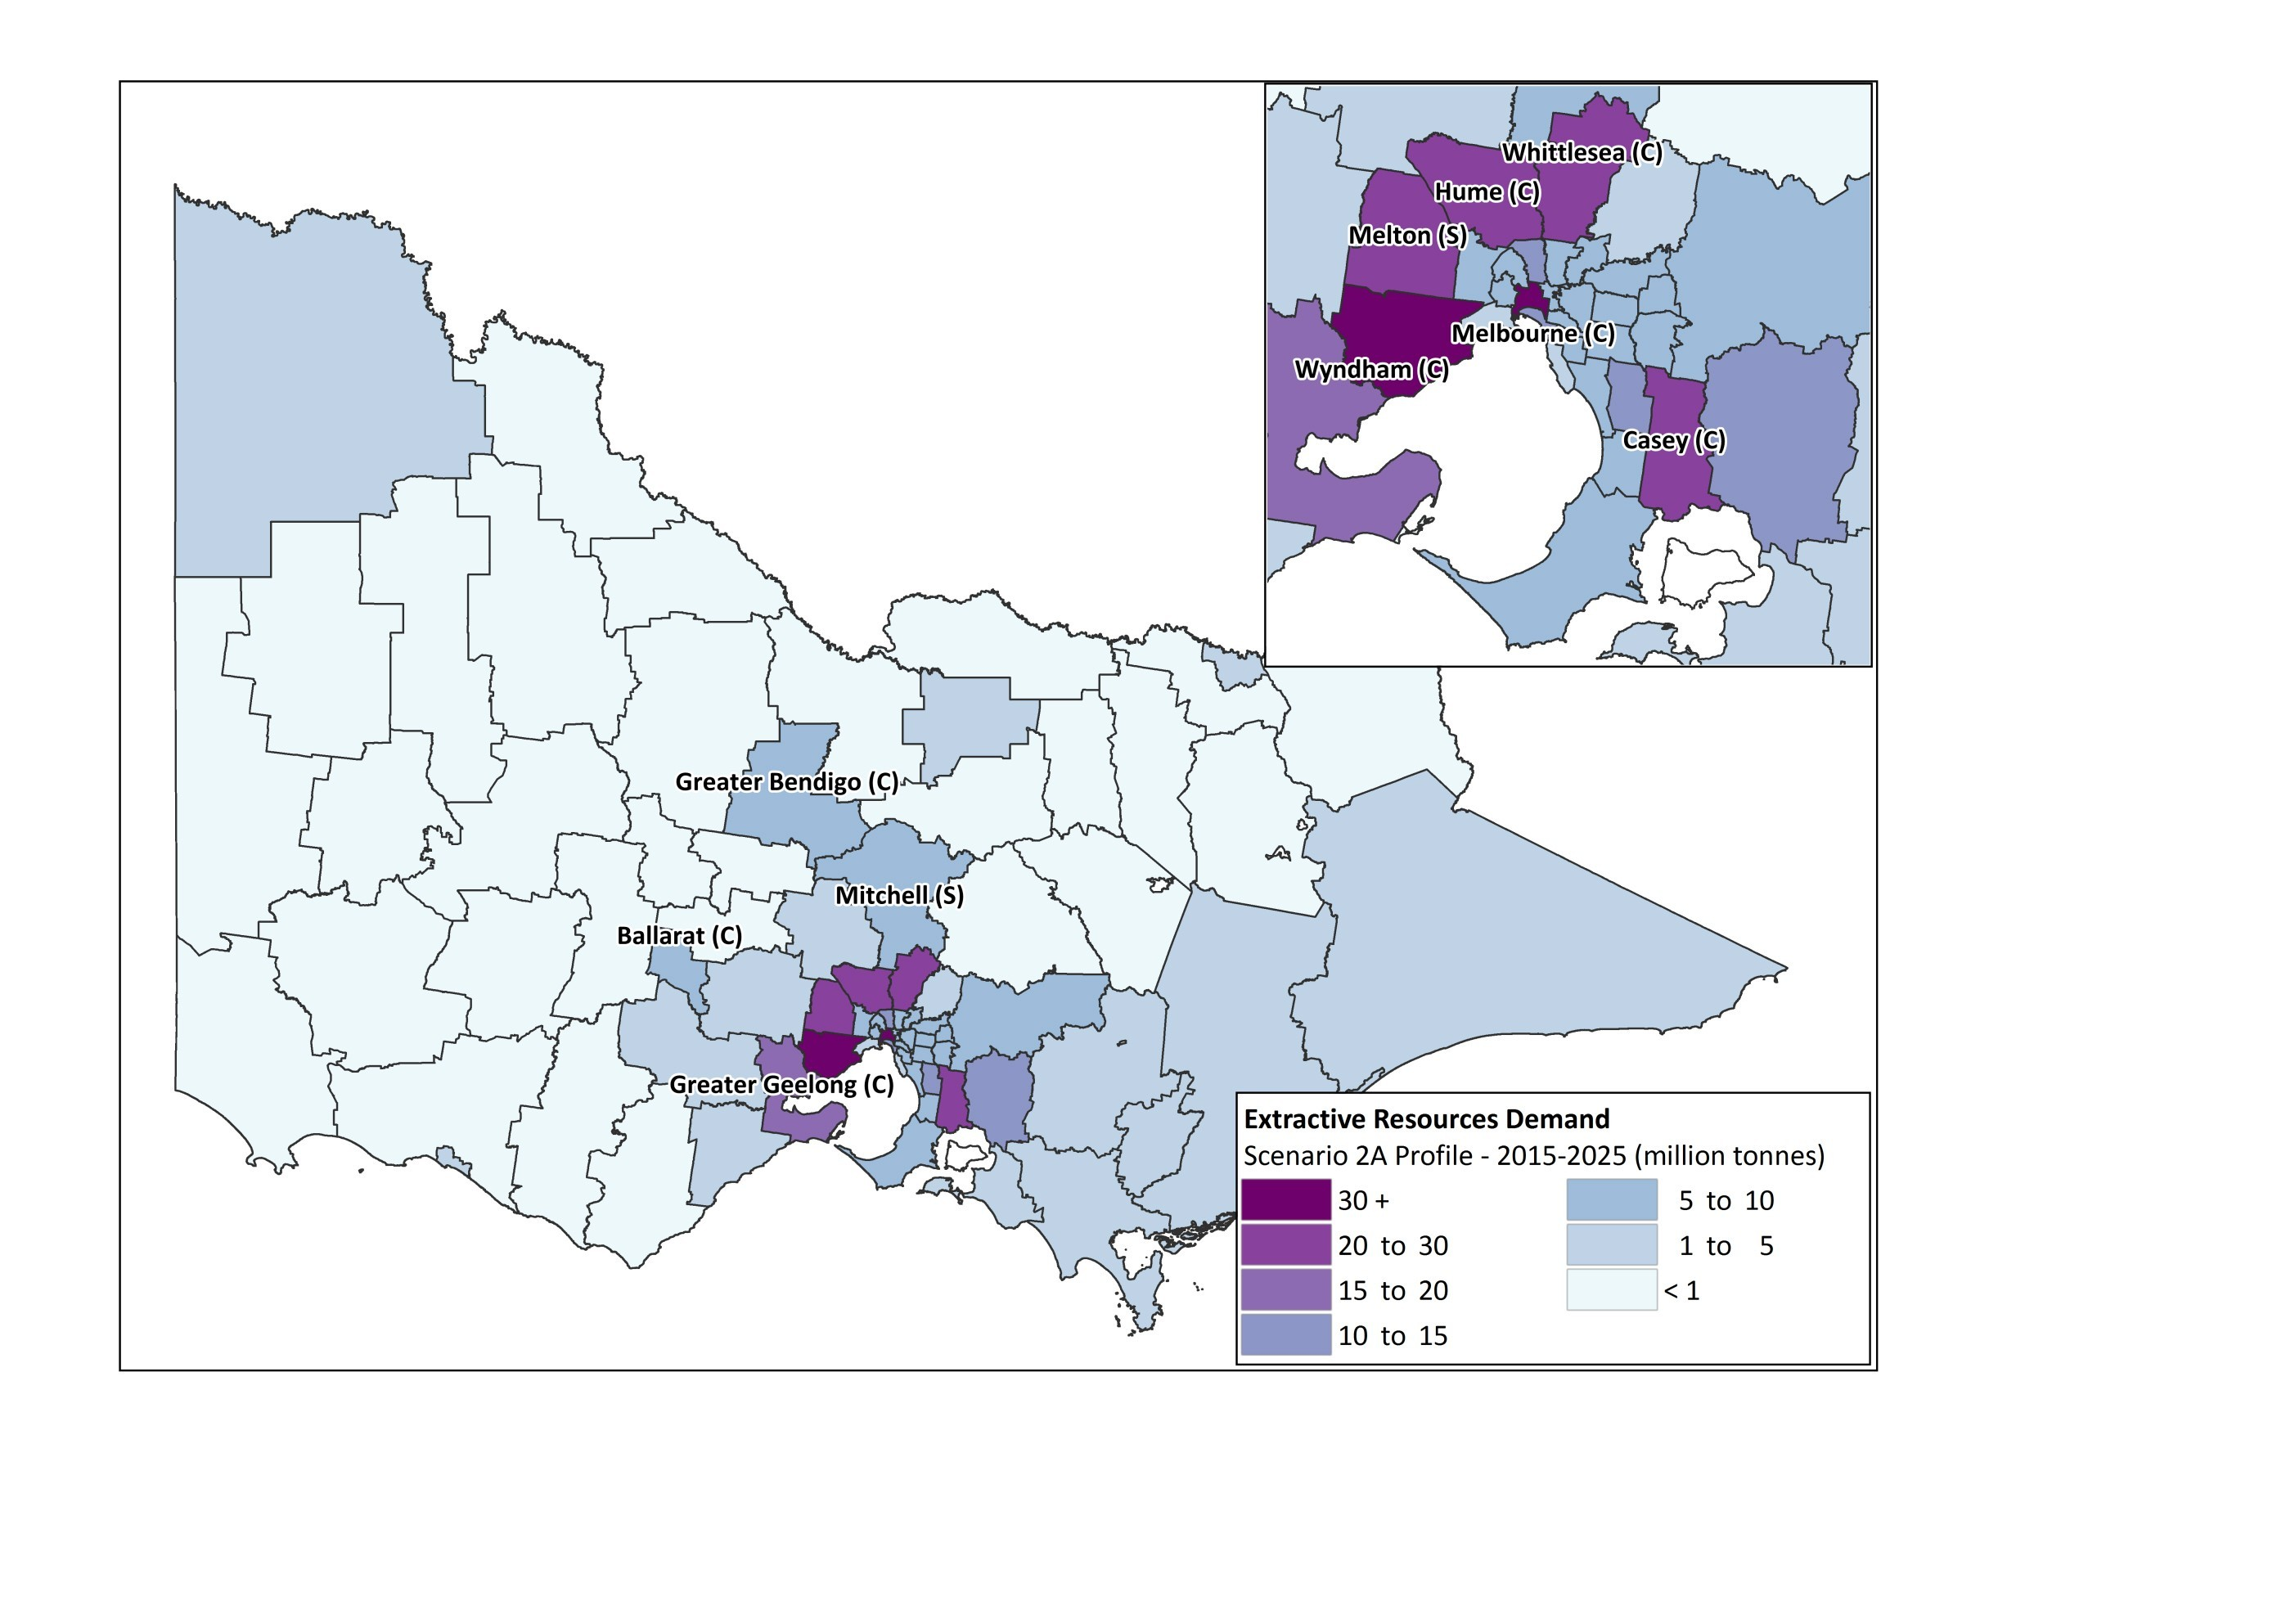 Whittlesea (C)
Hume (C)
Melton (S)
Melbourne (C)
Wyndham (C)
Casey (C)
Greater Bendigo (C)
Mitchell (S)
Ballarat (C)
Greater Geelong (C)
Extractive Resources Demand
Scenario 2A Profile - 2015-2025 (million tonnes)
30 +
5 to 10
20 to 30
1 to 5
15 to 20
< 1
10 to 15